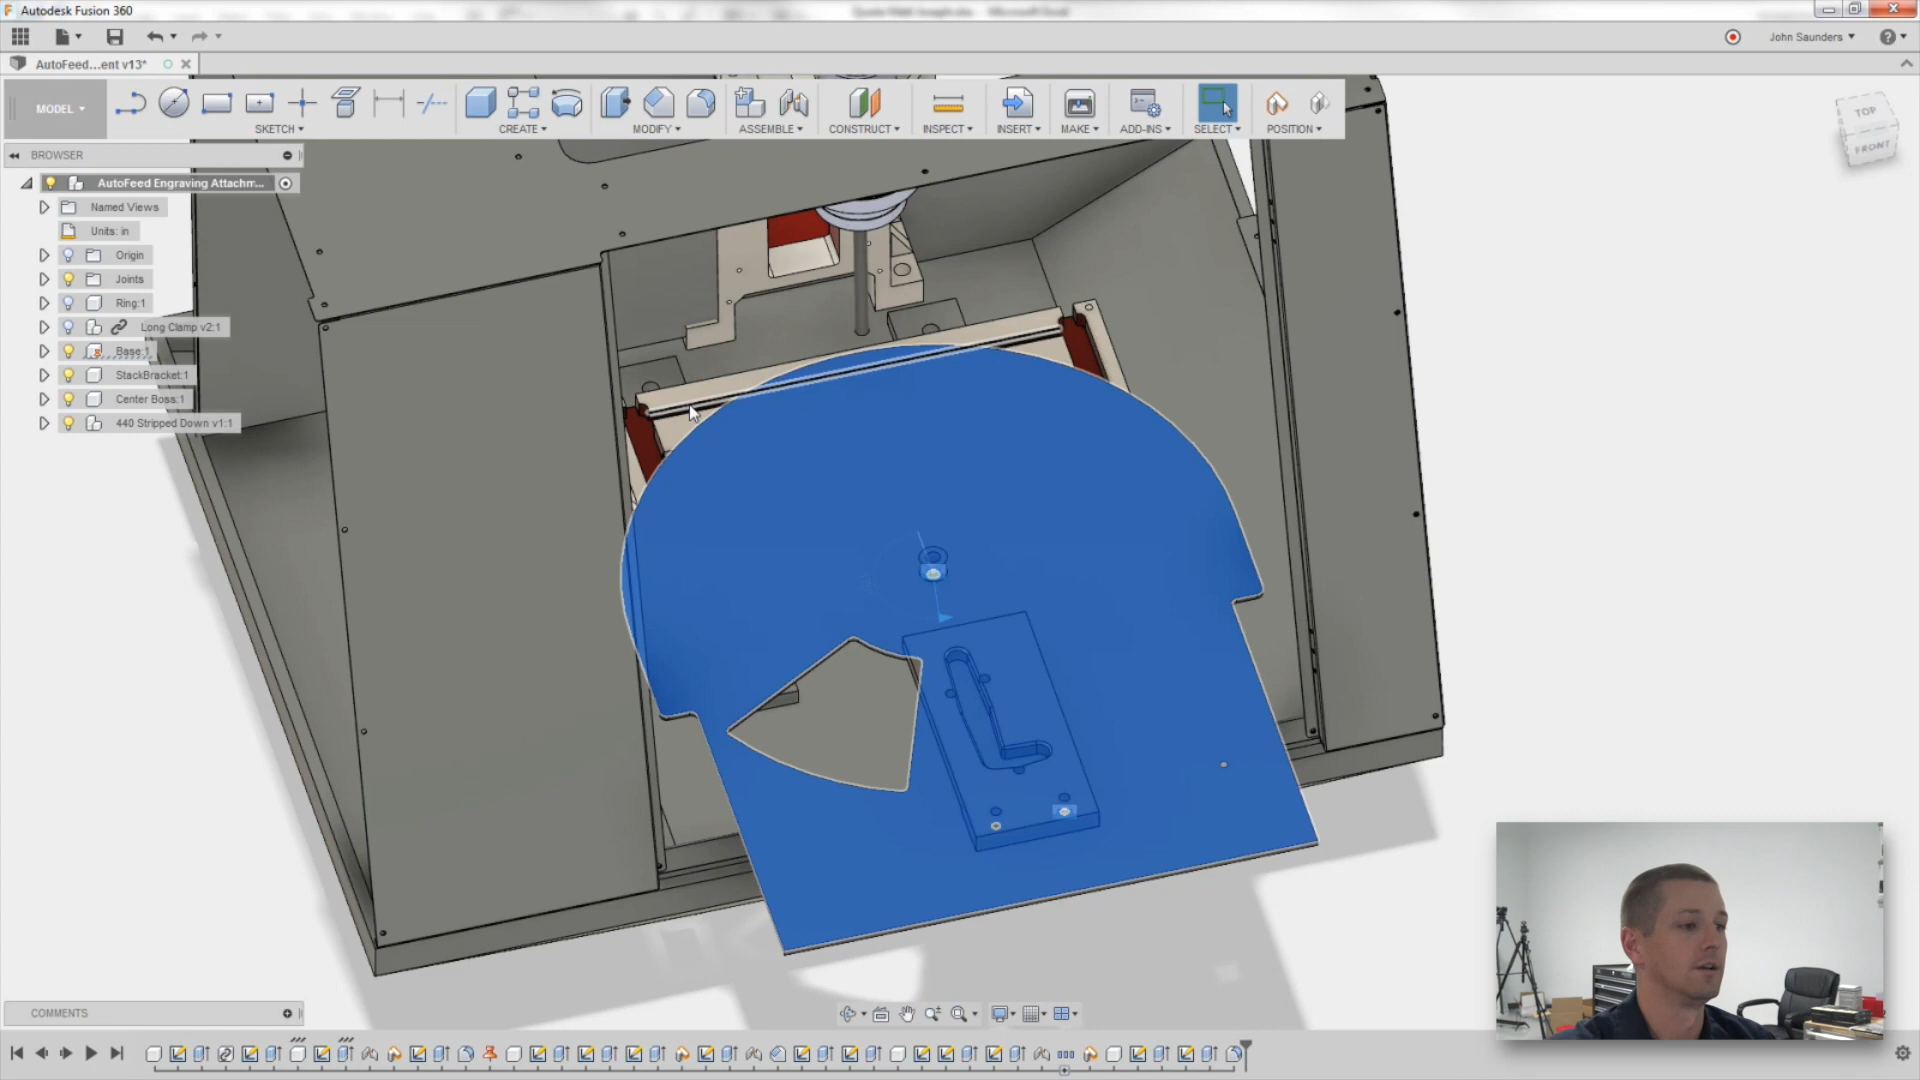 Autodesk Fusion 360
John Saunders
AutoFeed...ent v13*
MODEL
SKETCH
CREATE
MODIFY
ASSEMBLE
CONSTRUCT
INSPECT
INSERT
MAKE
ADD-INS
SELECT
POSITION
TOP
FRONT
BROWSER
AutoFeed Engraving Attachm...
Named Views
Units: in
Origin
Joints
Ring:1
Long Clamp v2:1
Base:1
StackBracket:1
Center Boss:1
440 Stripped Down v1:1
COMMENTS